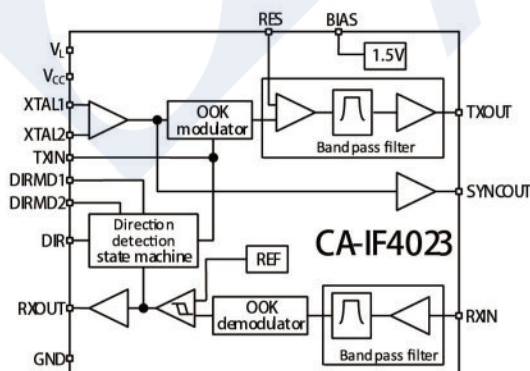 RES
BIAS
VL
VCC
1.5V
XTAL1
XTAL2
OOK
modulator
TXOUT
TXIN
Band pass filter
DIRMD1
DIRMD2
SYNCOUT
DIR
Direction
detection
state machine
CA-IF4023
REF
RXOUT
OOK
demodulator
RXIN
GND
Band pass filter